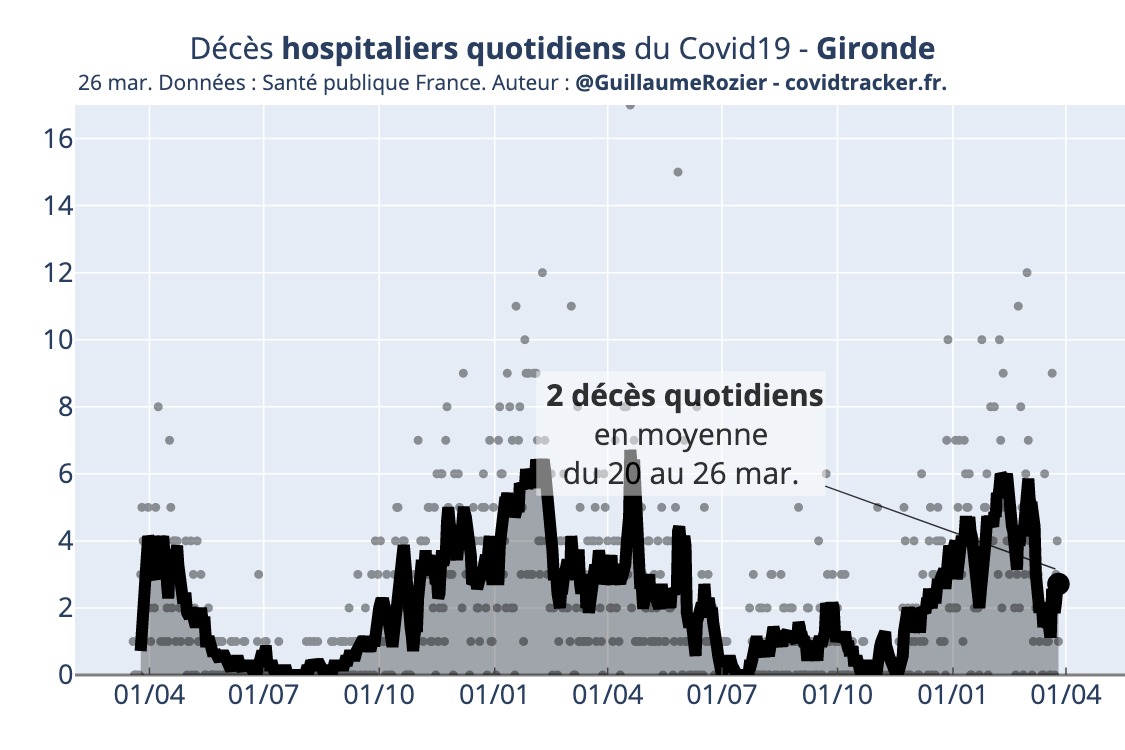 Décès hospitaliers quotidiens du Covid19 - Gironde
26 mar. Données : Santé publique France. Auteur : @GuillaumeRozier - covidtracker.fr.
16
14
12
10
8
6
4
2
0
2 décès quotidiens
en moyenne
du 20 au 26 mar.
01/04 01/07 01/10 01/01 01/04 01/07 01/10 01/01 01/04